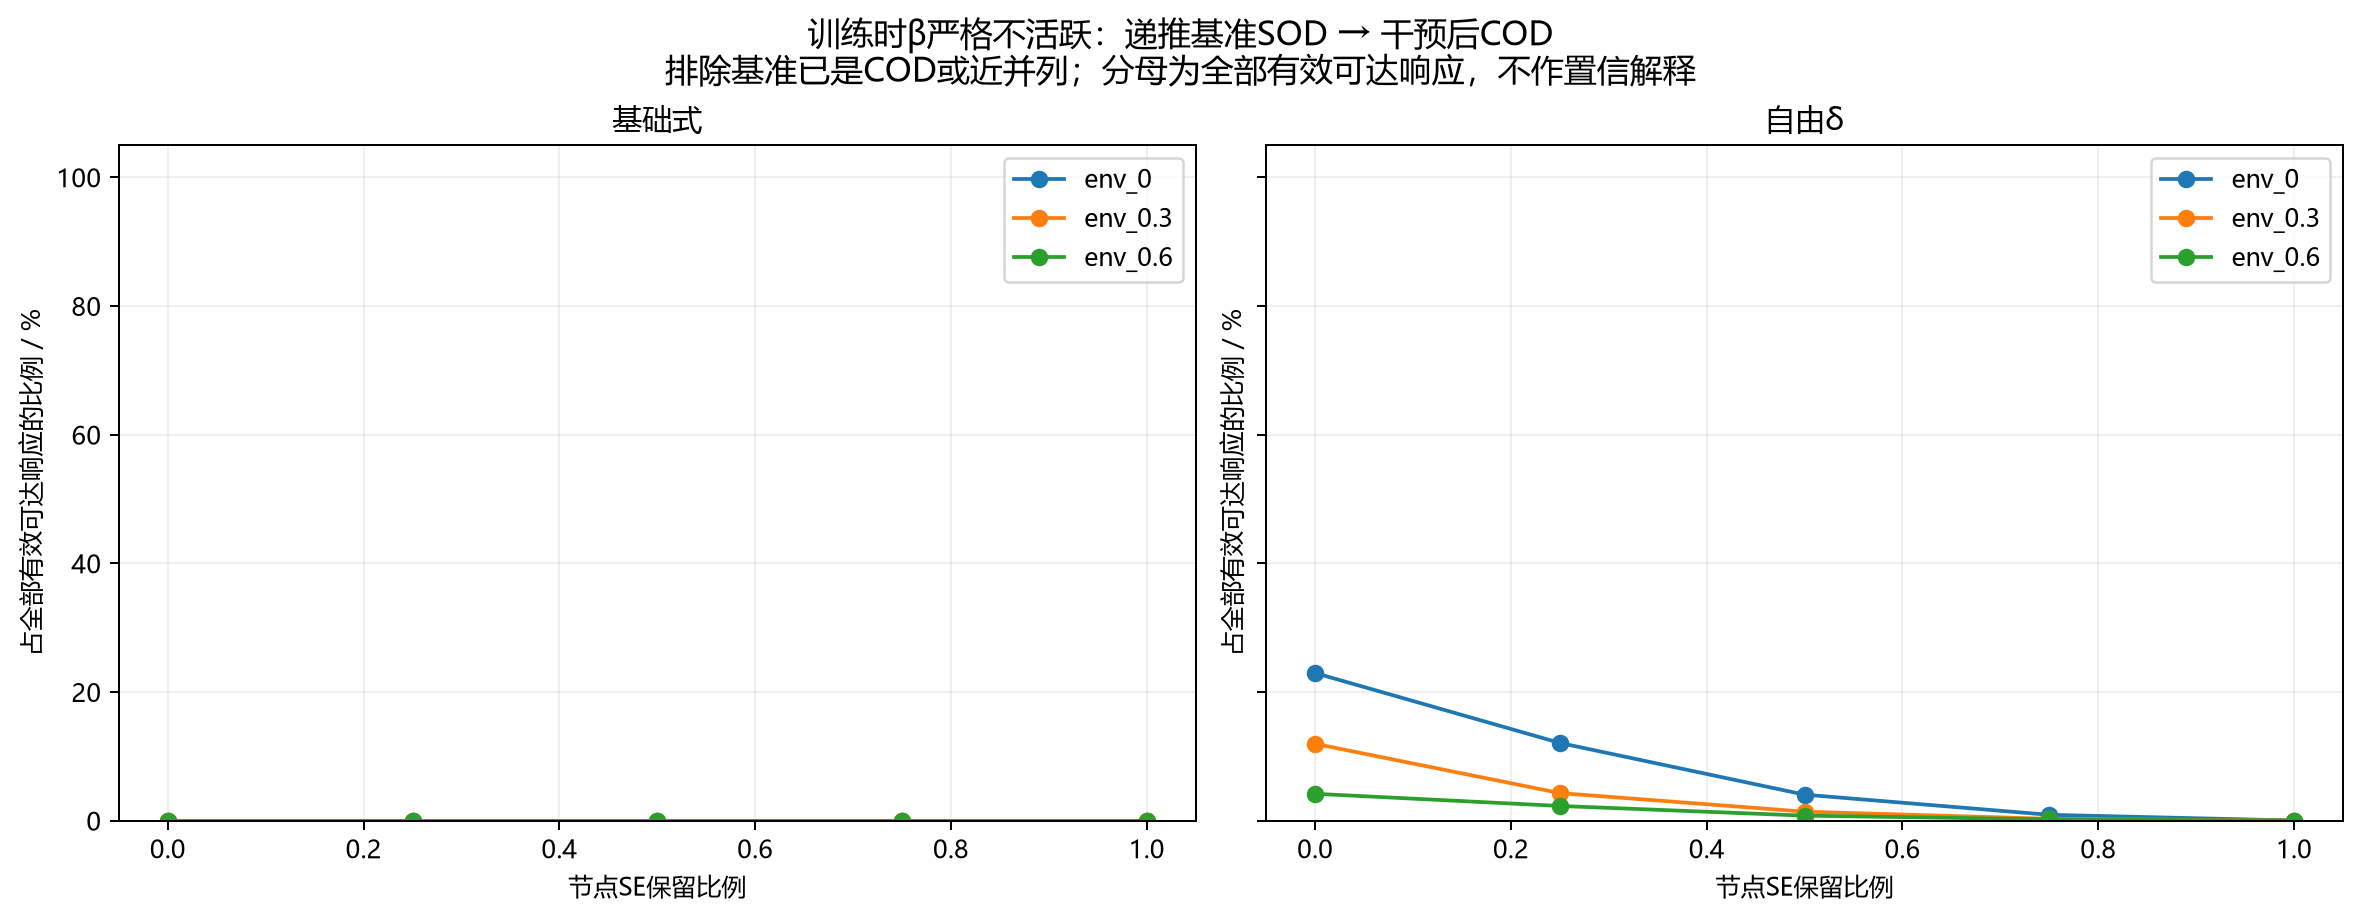 训练时β严格不活跃：递推基准SOD → 干预后COD
排除基准已是COD或近并列；分母为全部有效可达响应，不作置信解释
基础式
占全部有效可达响应的比例 / %
100
80
60
40
20
0
0.0 0.2 0.4 0.6 0.8 1.0
节点SE保留比例
env_0
env_0.3
env_0.6
自由δ
占全部有效可达响应的比例 / %
0.0 0.2 0.4 0.6 0.8 1.0
节点SE保留比例
env_0
env_0.3
env_0.6